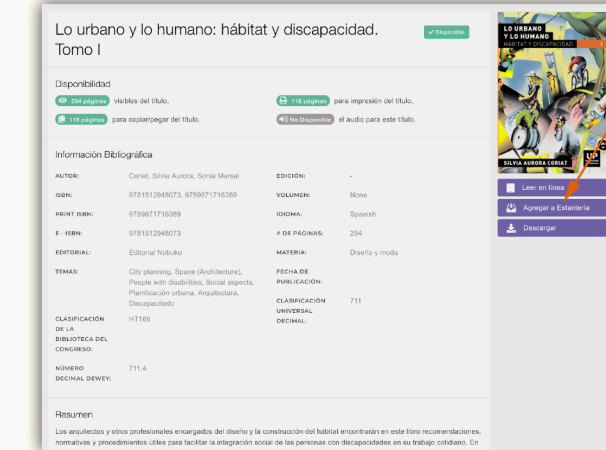 Lo urbano y lo humano: hábitat y discapacidad.
Tomo I
Disponible
Disponibilidad
294 páginas visibles del título.
118 páginas para impresión del título.
118 páginas para copiar/pegar del título.
No Disponible el audio para este título.
Información Bibliográfica
AUTOR: Coriat, Silvia Aurora, Sonia Marsal
EDICIÓN: -
ISBN: 9781512948073, 9789871716389
VOLUMEN: None
PRINT ISBN: 9789871716389
IDIOMA: Spanish
E - ISBN: 9781512948073
# DE PÁGINAS: 294
EDITORIAL: Editorial Nobuko
MATERIA: Diseño y moda
TEMAS: City planning, Space (Architecture),
People with disabilities, Social aspects,
Planificación urbana, Arquitectura,
Discapacitado
FECHA DE
PUBLICACIÓN:
CLASIFICACIÓN
UNIVERSAL
DECIMAL: 711
CLASIFICACIÓN
DE LA
BIBLIOTECA DEL
CONGRESO: HT166
NÚMERO
DECIMAL DEWEY: 711.4
Resumen
Los arquitectos y otros profesionales encargados del diseño y la construcción del hábitat encontrarán en este libro recomendaciones,
normativas y procedimientos útiles para facilitar la integración social de las personas con discapacidades en su trabajo cotidiano. En
LO URBANO
Y LO HUMANO
HÁBITAT Y DISCAPACIDAD
SILVIA AURORA CORIAT
UP
Leer en línea
Agregar a Estantería
Descargar